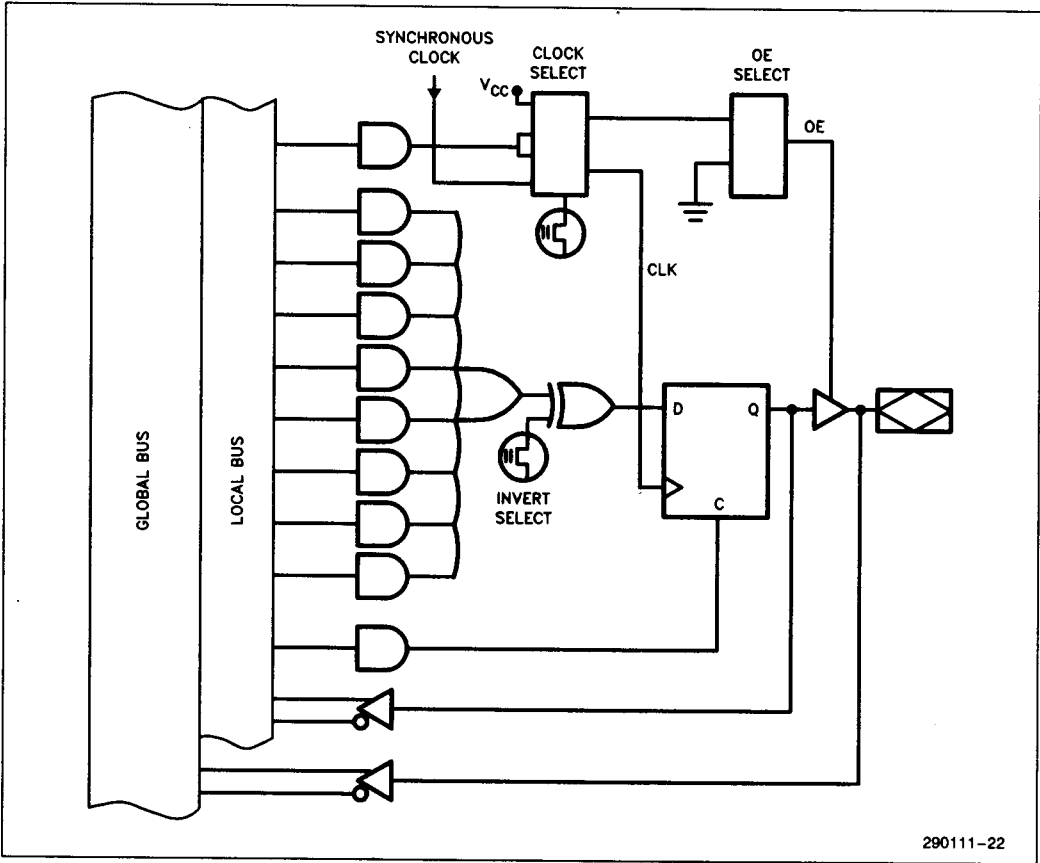 SYNCHRONOUS
CLOCK
CLOCK
SELECT
OE
SELECT
VCC
OE
CLK
GLOBAL BUS
LOCAL BUS
D
Q
C
INVERT
SELECT
290111-22